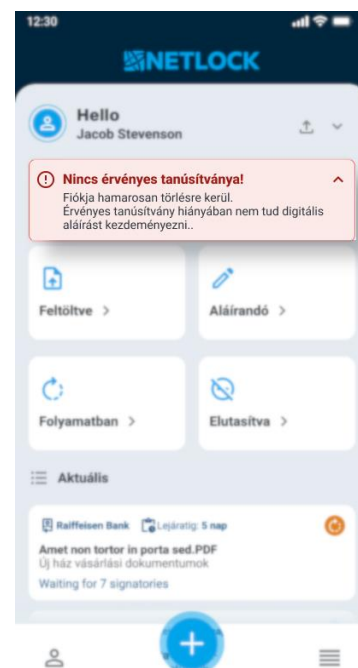 12:30
NETLOCK
Hello
Jacob Stevenson
Nincs érvényes tanúsítványa!
Fiókja hamarosan törlésre kerül.
Érvényes tanúsítvány hiányában nem tud digitális
aláírást kezdeményezni..
Feltöltve >
Aláírandó >
Folyamatban >
Elutasítva >
Aktuális
Raiffeisen Bank Lejáratig: 5 nap
Amet non tortor in porta sed.PDF
Új ház vásárlási dokumentumok
Waiting for 7 signatories